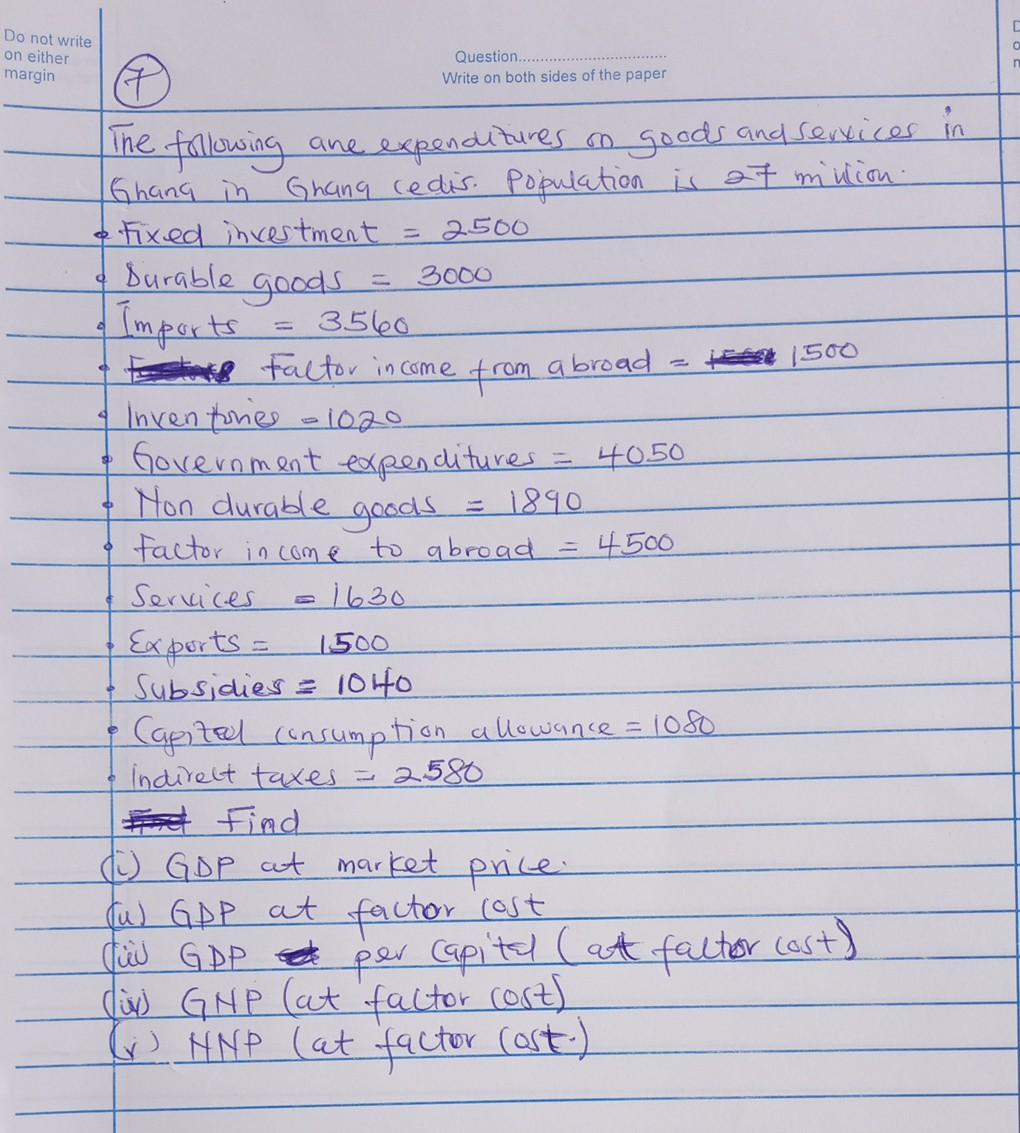 Do not write
on either
margin
Question....................................
Write on both sides of the paper
7
The following are expenditures on goods and services in
Ghana in Ghana cedis. Population is 27 million.
• Fixed investment = 2500
• Durable goods = 3000
• Imports = 3560
• Factor income from abroad = 1500
• Inventories = 1020
• Government expenditures = 4050
• Non durable goods = 1890
• Factor income to abroad = 4500
• Services = 1630
• Exports = 1500
• Subsidies = 1040
• Capital consumption allowance = 1080
• Indirect taxes = 2580
Find
(i) GDP at market price.
(ii) GDP at factor cost
(iii) GDP per capital (at factor cost)
(iv) GNP (at factor cost)
(v) NNP (at factor cost.)